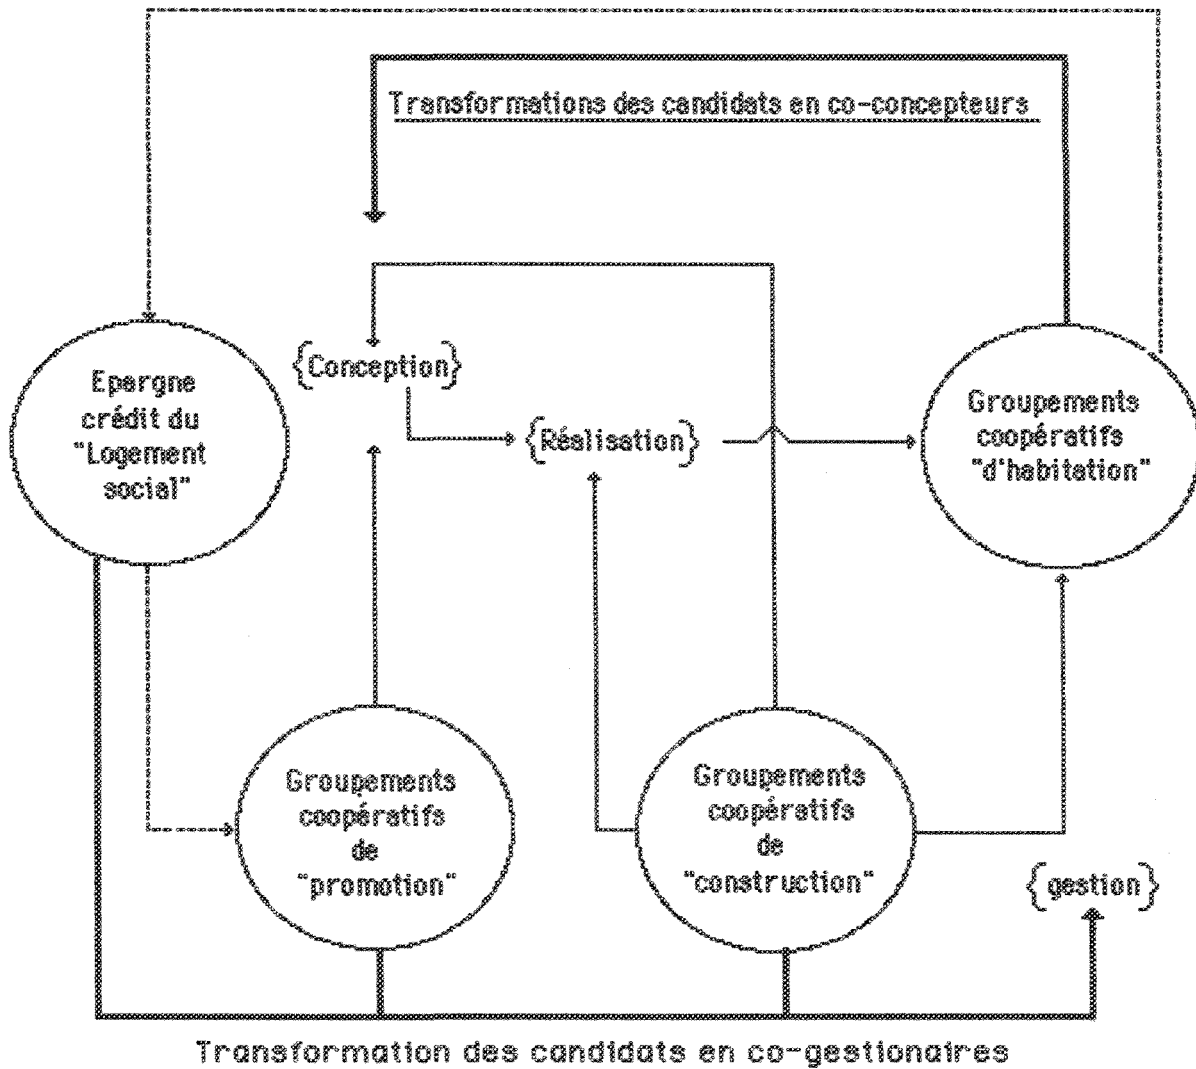 Transformations des candidats en co-concepteurs
{Conception}
Epargne
crédit du
"Logement
social"
{Réalisation}
Groupements
coopératifs
"d'habitation"
Groupements
coopératifs
de
"promotion"
Groupements
coopératifs
de
"construction"
{gestion}
Transformation des candidats en co-gestionaires